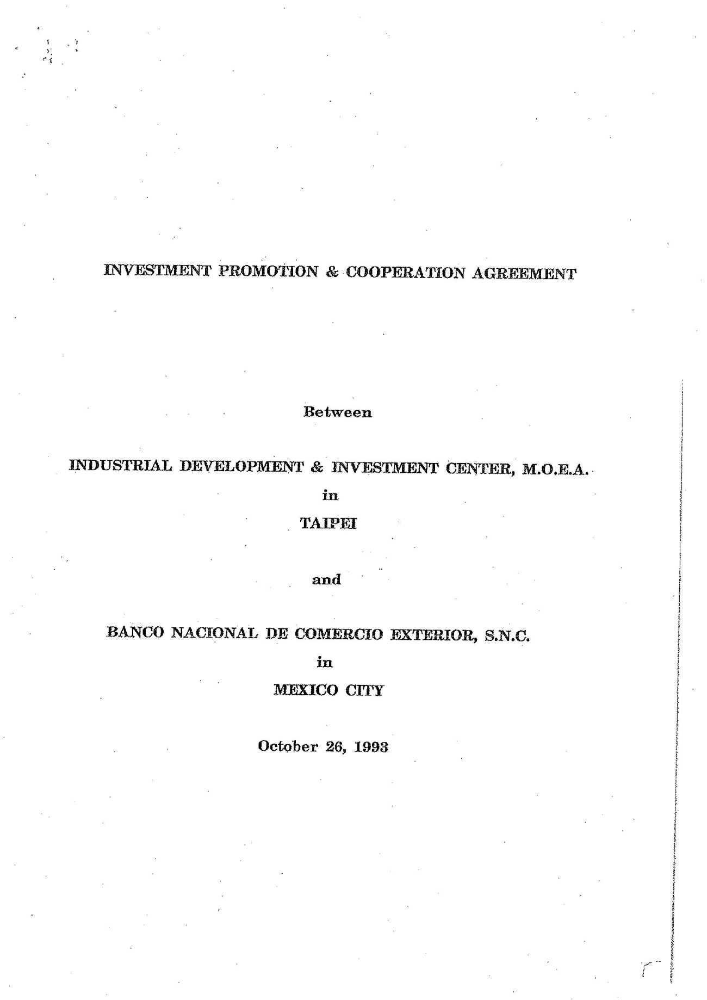 INVESTMENT PROMOTION & COOPERATION AGREEMENT
Between
INDUSTRIAL DEVELOPMENT & INVESTMENT CENTER, M.O.E.A.
in
TAIPEI
and
BANCO NACIONAL DE COMERCIO EXTERIOR, S.N.C.
in
MEXICO CITY
October 26, 1993